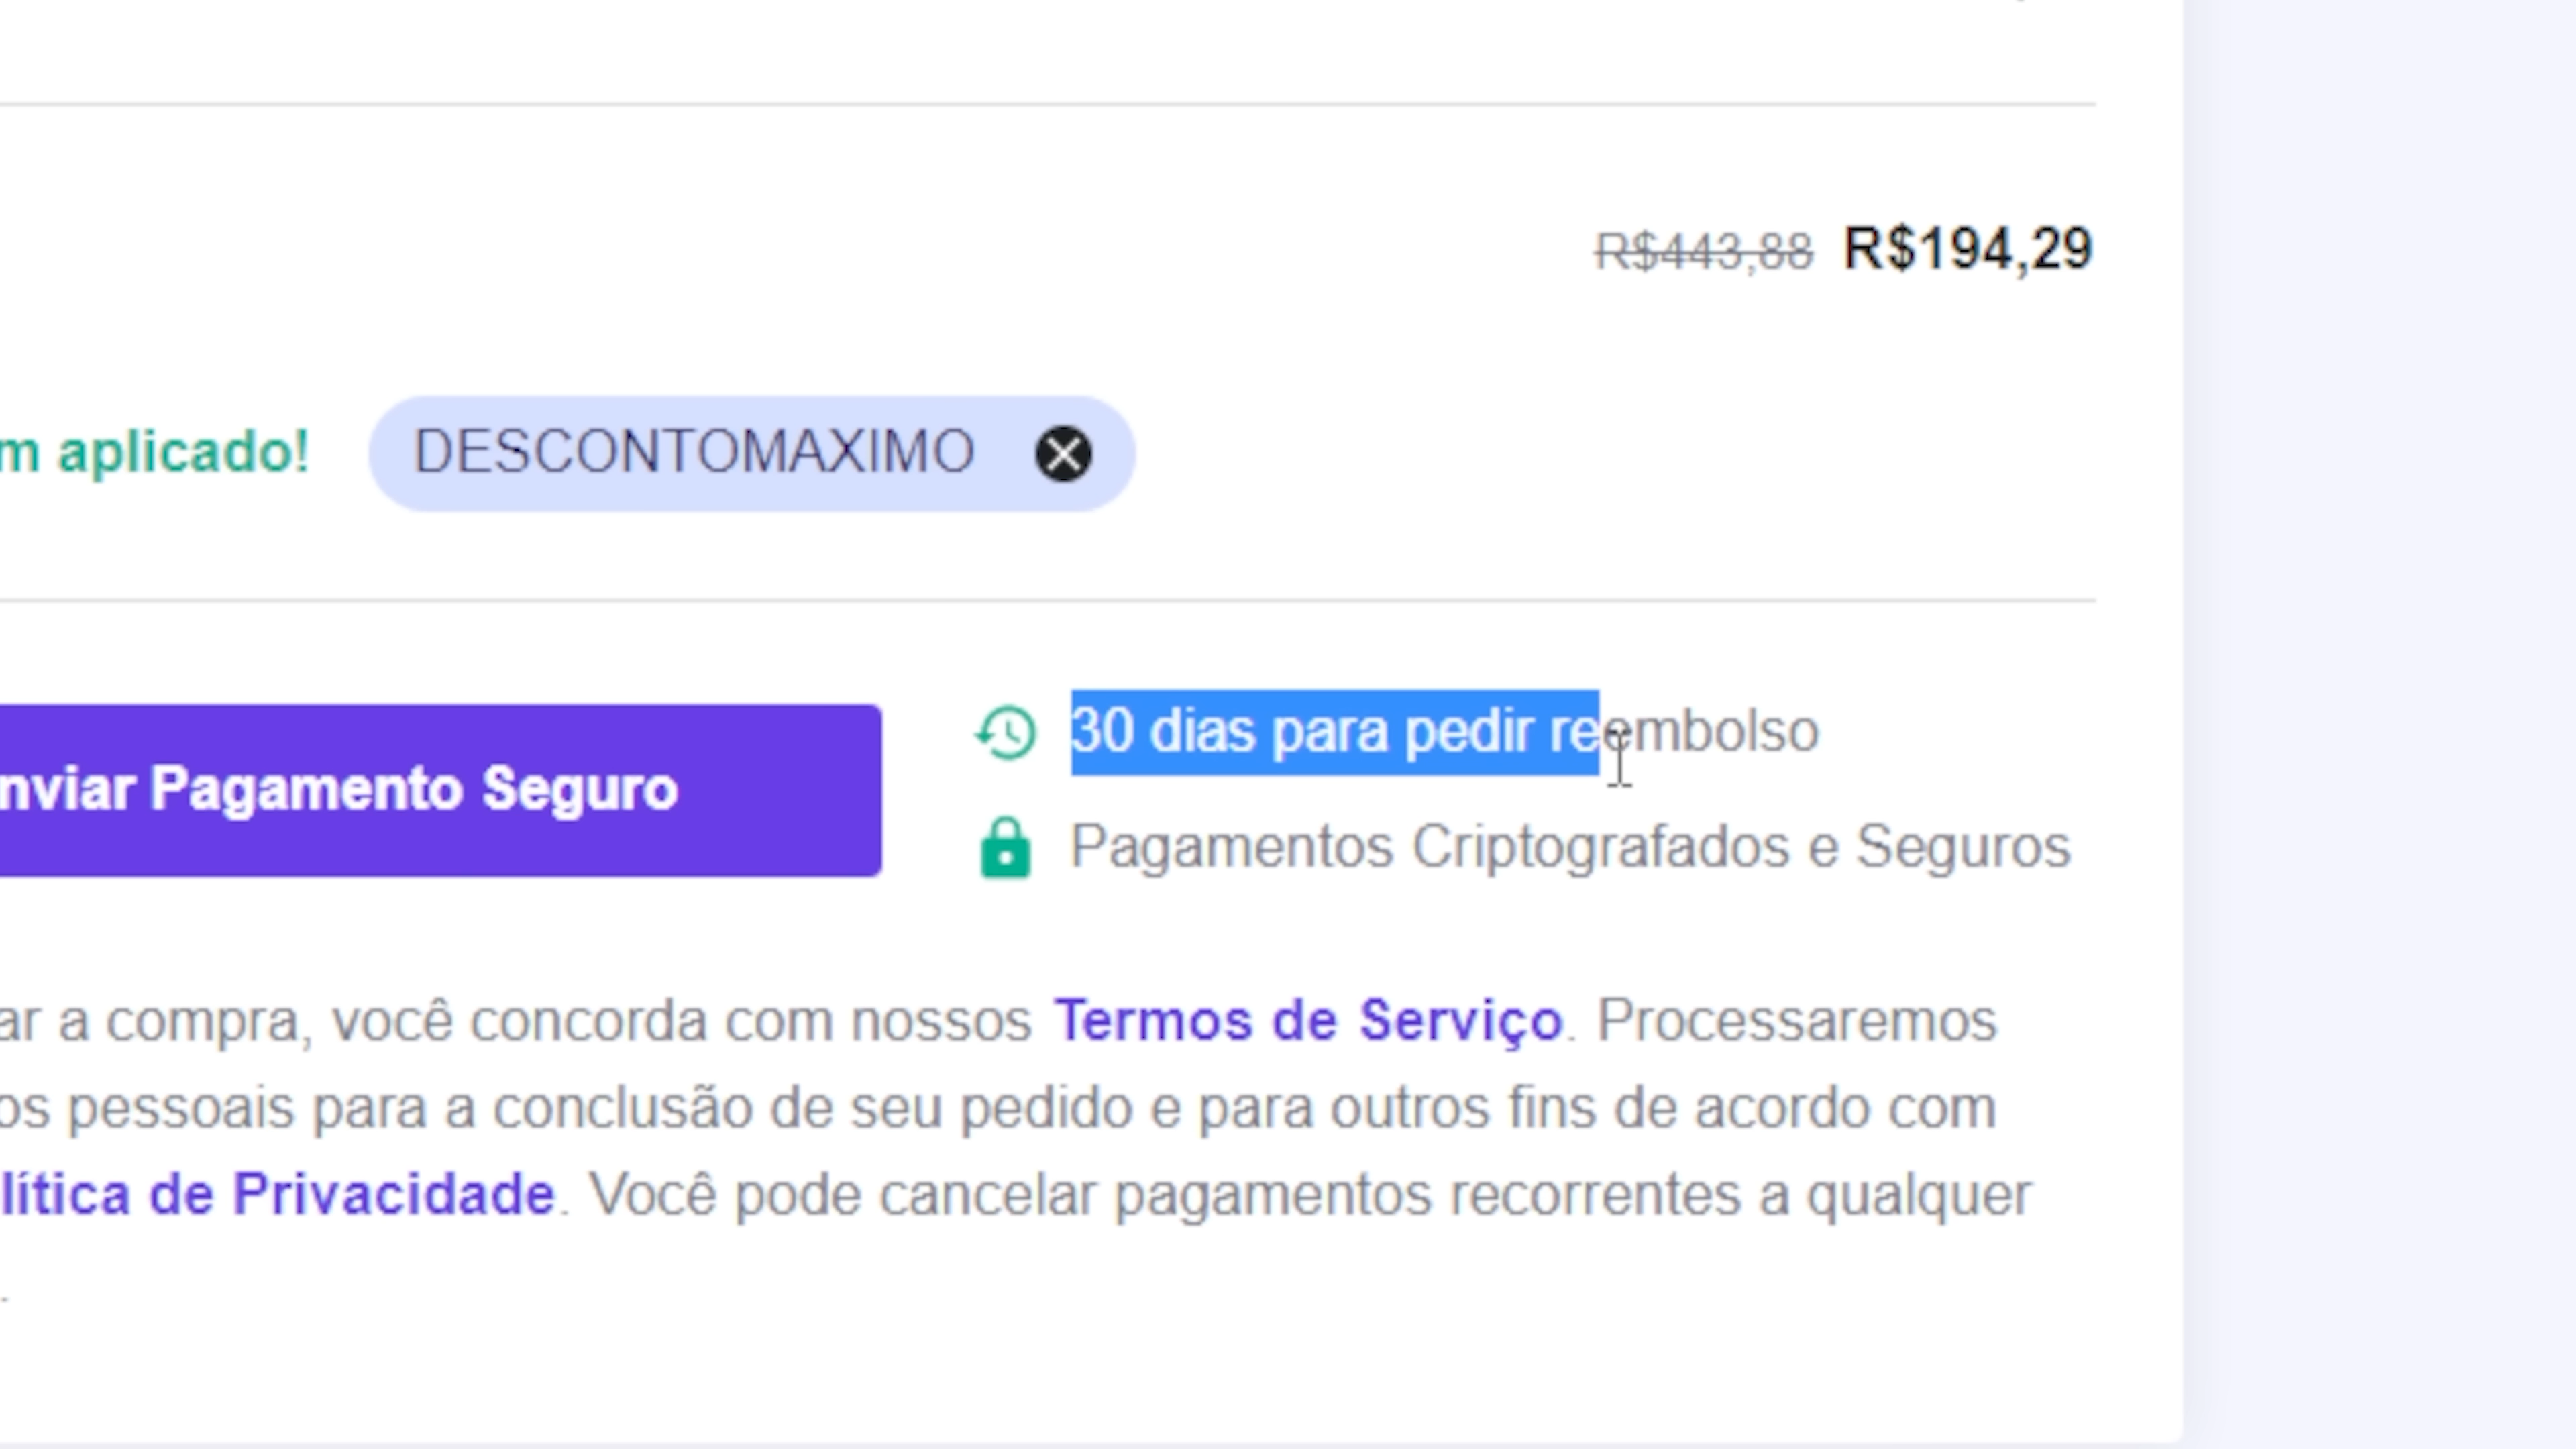 R$443,88 R$194,29
m aplicado! DESCONTOMAXIMO
nviar Pagamento Seguro
30 dias para pedir reembolso
Pagamentos Criptografados e Seguros
ar a compra, você concorda com nossos Termos de Serviço. Processaremos
os pessoais para a conclusão de seu pedido e para outros fins de acordo com
lítica de Privacidade. Você pode cancelar pagamentos recorrentes a qualquer
.